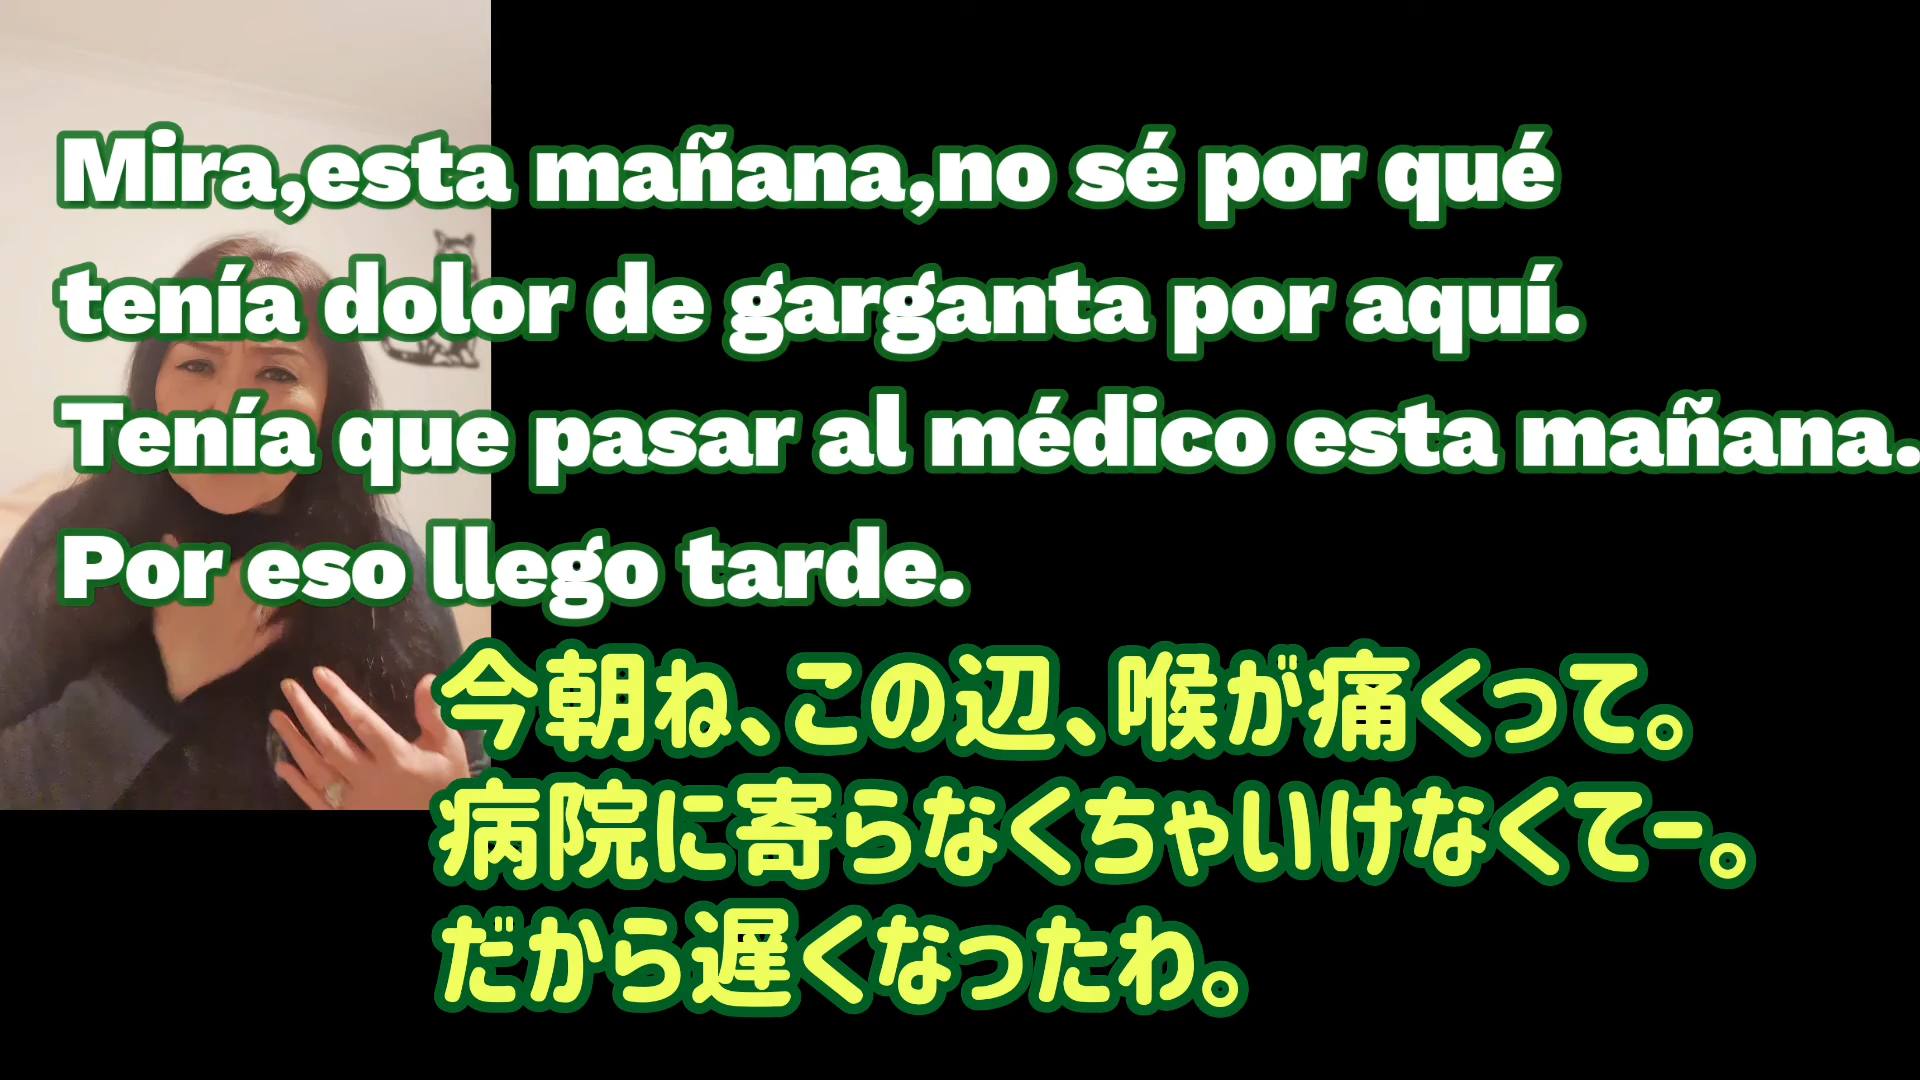 Mira,esta mañana,no sé por qué
tenía dolor de garganta por aquí.
Tenía que pasar al médico esta mañana.
Por eso llego tarde.
今朝ね、この辺、喉が痛くって。
病院に寄らなくちゃいけなくてー。
だから遅くなったわ。